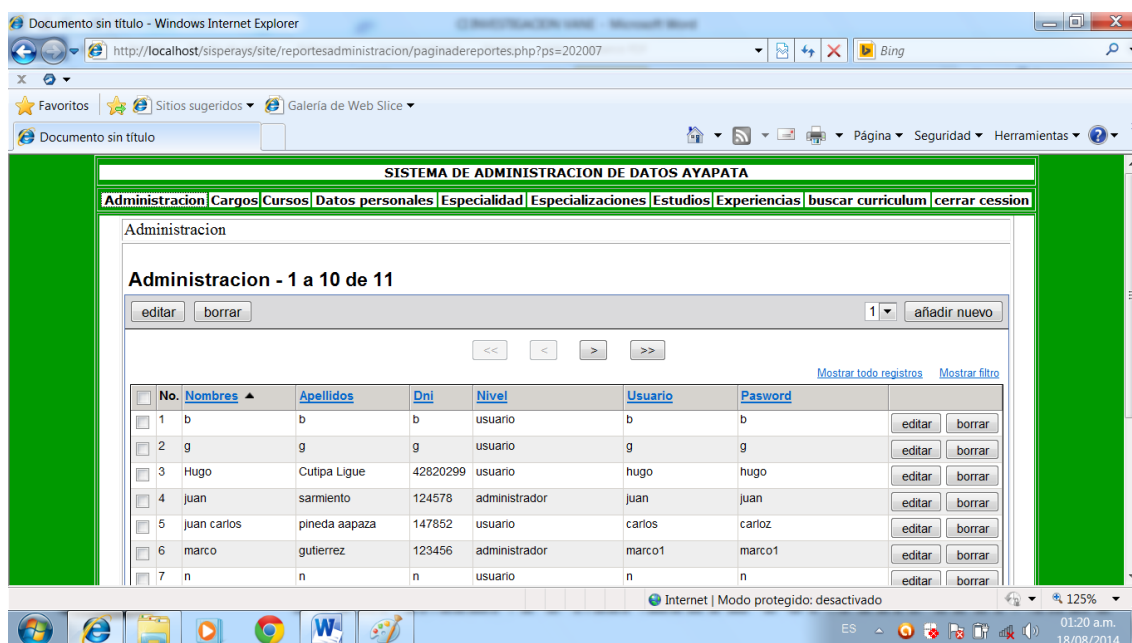 Documento sin título - Windows Internet Explorer
http://localhost/sisperays/site/reportesadministracion/paginadereportes.php?ps=202007 Bing
x
Favoritos Sitios sugeridos Galería de Web Slice
Documento sin título Página Seguridad Herramientas
SISTEMA DE ADMINISTRACION DE DATOS AYAPATA
Administracion Cargos Cursos Datos personales Especialidad Especializaciones Estudios Experiencias buscar curriculum cerrar cession
Administracion
Administracion - 1 a 10 de 11
editar borrar 1 añadir nuevo
<< < > >>
Mostrar todo registros Mostrar filtro
No. Nombres Apellidos Dni Nivel Usuario Pasword
1 b b b usuario b b editar borrar
2 g g g usuario g g editar borrar
3 Hugo Cutipa Ligue 42820299 usuario hugo hugo editar borrar
4 juan sarmiento 124578 administrador juan juan editar borrar
5 juan carlos pineda aapaza 147852 usuario carlos carloz editar borrar
6 marco gutierrez 123456 administrador marco1 marco1 editar borrar
7 n n n usuario n n editar borrar
Internet | Modo protegido: desactivado 125%
ES 01:20 a.m.
18/08/2014